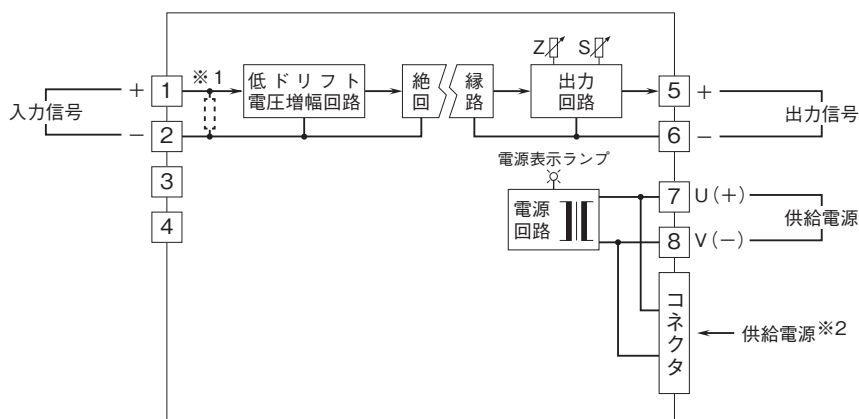 Z S
※1
低ドリフト
電圧増幅回路
絶縁
回路
出力
回路
+ 1
入力信号
− 2
3
4
5 +
出力信号
6 −
電源表示ランプ
電源
回路
7 U(+)
供給電源
8 V(−)
コネクタ
供給電源※2